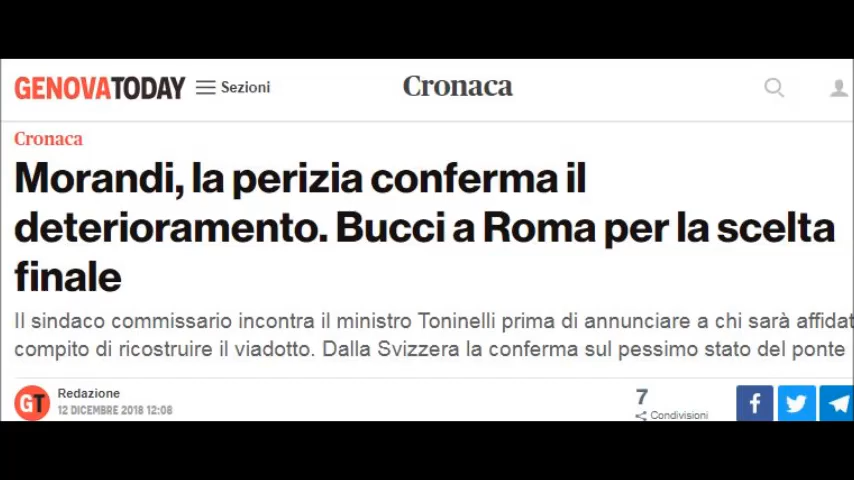 GENOVATODAY Sezioni Cronaca
Cronaca
Morandi, la perizia conferma il
deterioramento. Bucci a Roma per la scelta
finale
Il sindaco commissario incontra il ministro Toninelli prima di annunciare a chi sarà affidat
compito di ricostruire il viadotto. Dalla Svizzera la conferma sul pessimo stato del ponte
GT Redazione
12 DICEMBRE 2018 12:08
7
Condivisioni